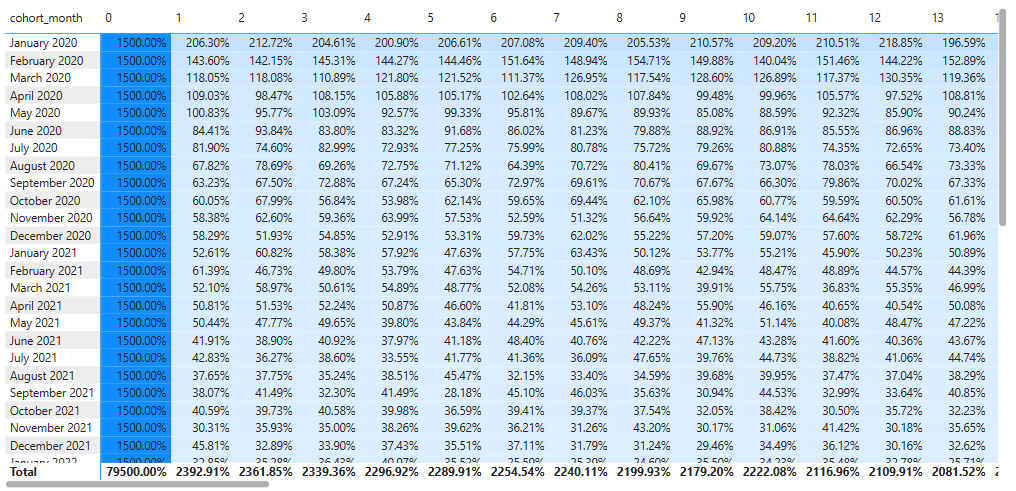 cohort_month 0 1 2 3 4 5 6 7 8 9 10 11 12 13
January 2020 1500.00% 206.30% 212.72% 204.61% 200.90% 206.61% 207.08% 209.40% 205.53% 210.57% 209.20% 210.51% 218.85% 196.59%
February 2020 1500.00% 143.60% 142.15% 145.31% 144.27% 144.46% 151.64% 148.94% 154.71% 149.88% 140.04% 151.46% 144.22% 152.89%
March 2020 1500.00% 118.05% 118.08% 110.89% 121.80% 121.52% 111.37% 126.95% 117.54% 128.60% 126.89% 117.37% 130.35% 119.36%
April 2020 1500.00% 109.03% 98.47% 108.15% 105.88% 105.17% 102.64% 108.02% 107.84% 99.48% 99.96% 105.57% 97.52% 108.81%
May 2020 1500.00% 100.83% 95.77% 103.09% 92.57% 99.33% 95.81% 89.67% 89.93% 85.08% 88.59% 92.32% 85.90% 90.24%
June 2020 1500.00% 84.41% 93.84% 83.80% 83.32% 91.68% 86.02% 81.23% 79.88% 88.92% 86.91% 85.55% 86.96% 88.83%
July 2020 1500.00% 81.90% 74.60% 82.99% 72.93% 77.25% 75.99% 80.78% 75.72% 79.26% 80.88% 74.35% 72.65% 73.40%
August 2020 1500.00% 67.82% 78.69% 69.26% 72.75% 71.12% 64.39% 70.72% 80.41% 69.67% 73.07% 78.03% 66.54% 73.33%
September 2020 1500.00% 63.23% 67.50% 72.88% 67.24% 65.30% 72.97% 69.61% 70.67% 67.67% 66.30% 79.86% 70.02% 67.33%
October 2020 1500.00% 60.05% 67.99% 56.84% 53.98% 62.14% 59.65% 69.44% 62.10% 65.98% 60.77% 59.59% 60.50% 61.61%
November 2020 1500.00% 58.38% 62.60% 59.36% 63.99% 57.53% 52.59% 51.32% 56.64% 59.92% 64.14% 64.64% 62.29% 56.78%
December 2020 1500.00% 58.29% 51.93% 54.85% 52.91% 53.31% 59.73% 62.02% 55.22% 57.20% 59.07% 57.60% 58.72% 61.96%
January 2021 1500.00% 52.61% 60.82% 58.38% 57.92% 47.63% 57.75% 63.43% 50.12% 53.77% 55.21% 45.90% 50.23% 50.89%
February 2021 1500.00% 61.39% 46.73% 49.80% 53.79% 47.63% 54.71% 50.10% 48.69% 42.94% 48.47% 48.89% 44.57% 44.39%
March 2021 1500.00% 52.10% 58.97% 50.61% 54.89% 48.77% 52.08% 54.26% 53.11% 39.91% 55.75% 36.83% 55.35% 46.99%
April 2021 1500.00% 50.81% 51.53% 52.24% 50.87% 46.60% 41.81% 53.10% 48.24% 55.90% 46.16% 40.65% 40.54% 50.08%
May 2021 1500.00% 50.44% 47.77% 49.65% 39.80% 43.84% 44.29% 45.61% 49.37% 41.32% 51.14% 40.08% 48.47% 47.22%
June 2021 1500.00% 41.91% 38.90% 40.92% 37.97% 41.18% 48.40% 40.76% 42.22% 47.13% 43.28% 41.60% 40.36% 43.67%
July 2021 1500.00% 42.83% 36.27% 38.60% 33.55% 41.77% 41.36% 36.09% 47.65% 39.76% 44.73% 38.82% 41.06% 44.74%
August 2021 1500.00% 37.65% 37.75% 35.24% 38.51% 45.47% 32.15% 33.40% 34.59% 39.68% 39.95% 37.47% 37.04% 38.29%
September 2021 1500.00% 38.07% 41.49% 32.30% 41.49% 28.18% 45.10% 46.03% 35.63% 30.94% 44.53% 32.99% 33.64% 40.85%
October 2021 1500.00% 40.59% 39.73% 40.58% 39.98% 36.59% 39.41% 39.37% 37.54% 32.05% 38.42% 30.50% 35.72% 32.23%
November 2021 1500.00% 30.31% 35.93% 35.00% 38.26% 39.62% 36.21% 31.26% 43.20% 30.17% 31.06% 41.42% 30.18% 35.65%
December 2021 1500.00% 45.81% 32.89% 33.90% 37.43% 35.51% 37.11% 31.79% 31.24% 29.46% 34.49% 36.12% 30.16% 32.62%
Total 79500.00% 2392.91% 2361.85% 2339.36% 2296.92% 2289.91% 2254.54% 2240.11% 2199.93% 2179.20% 2222.08% 2116.96% 2109.91% 2081.52%